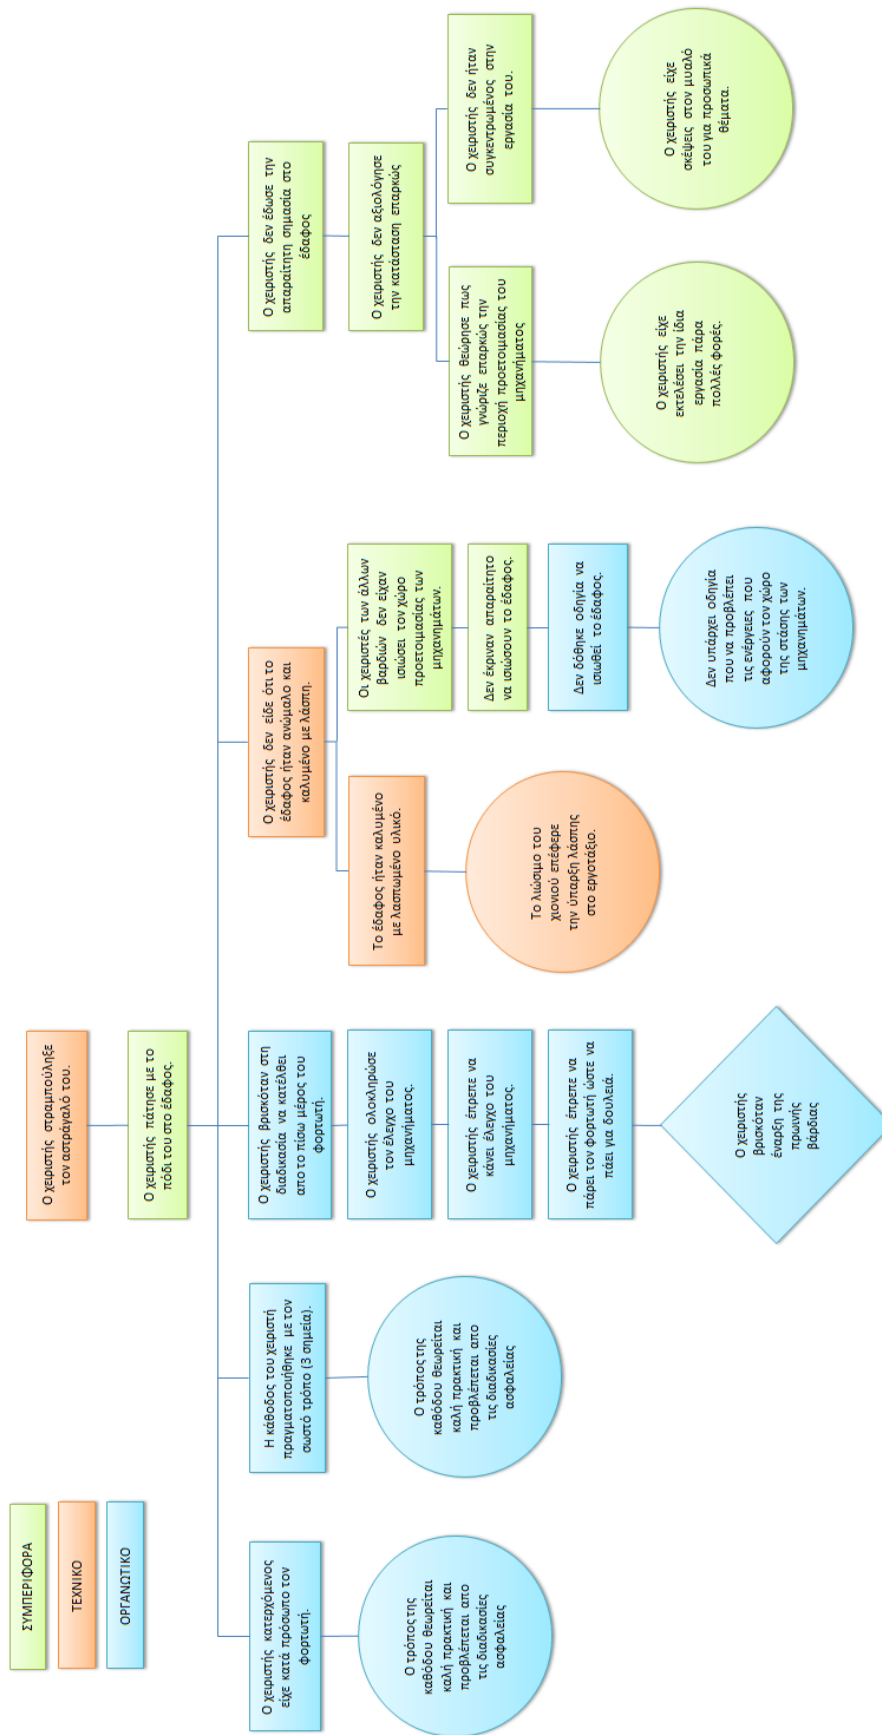 ΣΥΜΠΕΡΙΦΟΡΑ
ΤΕΧΝΙΚΟ
ΟΡΓΑΝΩΤΙΚΟ
Ο χειριστής στραμπούληξε
τον αστράγαλό του.
Ο χειριστής πάτησε με το
πόδι του στο έδαφος.
Ο χειριστής κατερχόμενος
είχε κατά πρόσωπο τον
φορτωτή.
Ο τρόπος της
καθόδου θεωρείται
καλή πρακτική και
προβλέπεται απο
τις διαδικασίες
ασφαλείας
Η κάθοδος του χειριστή
πραγματοποιήθηκε με τον
σωστό τρόπο (3 σημεία).
Ο τρόπος της
καθόδου θεωρείται
καλή πρακτική και
προβλέπεται απο
τις διαδικασίες
ασφαλείας
Ο χειριστής βρισκόταν στη
διαδικασία να κατέλθει
απο το πίσω μέρος του
φορτωτή.
Ο χειριστής ολοκλήρωσε
τον έλεγχο του
μηχανήματος.
Ο χειριστής έπρεπε να
κάνει έλεγχο του
μηχανήματος.
Ο χειριστής έπρεπε να
πάρει τον φορτωτή ώστε να
πάει για δουλειά.
Ο χειριστής
βρισκόταν
έναρξη της
πρωινής
βάρδιας
Ο χειριστής δεν είδε ότι το
έδαφος ήταν ανώμαλο και
καλυμένο με λάσπη.
Το έδαφος ήταν καλυμένο
με λασπωμένο υλικό.
Το λιώσιμο του
χιονιού επέφερε
την ύπαρξη λάσπης
στο εργοτάξιο.
Οι χειριστές των άλλων
βαρδιών δεν είχαν
ισιώσει τον χώρο
προετοιμασίας των
μηχανημάτων.
Δεν έκριναν απαραίτητο
να ισιώσουν το έδαφος.
Δεν δόθηκε οδηγία να
ισιωθεί το έδαφος.
Δεν υπάρχει οδηγία
που να προβλέπει
τις ενέργειες που
αφορούν τον χώρο
της στάσης των
μηχανημάτων.
Ο χειριστής δεν έδωσε την
απαραίτητη σημασία στο
έδαφος
Ο χειριστής δεν αξιολόγησε
την κατάσταση επαρκώς
Ο χειριστής θεώρησε πως
γνώριζε επαρκώς την
περιοχή προετοιμασίας του
μηχανήματος
Ο χειριστής είχε
εκτελέσει την ίδια
εργασία πάρα
πολλές φορές.
Ο χειριστής δεν ήταν
συγκεντρωμένος στην
εργασία του.
Ο χειριστής είχε
σκέψεις στον μυαλό
του για προσωπικά
θέματα.